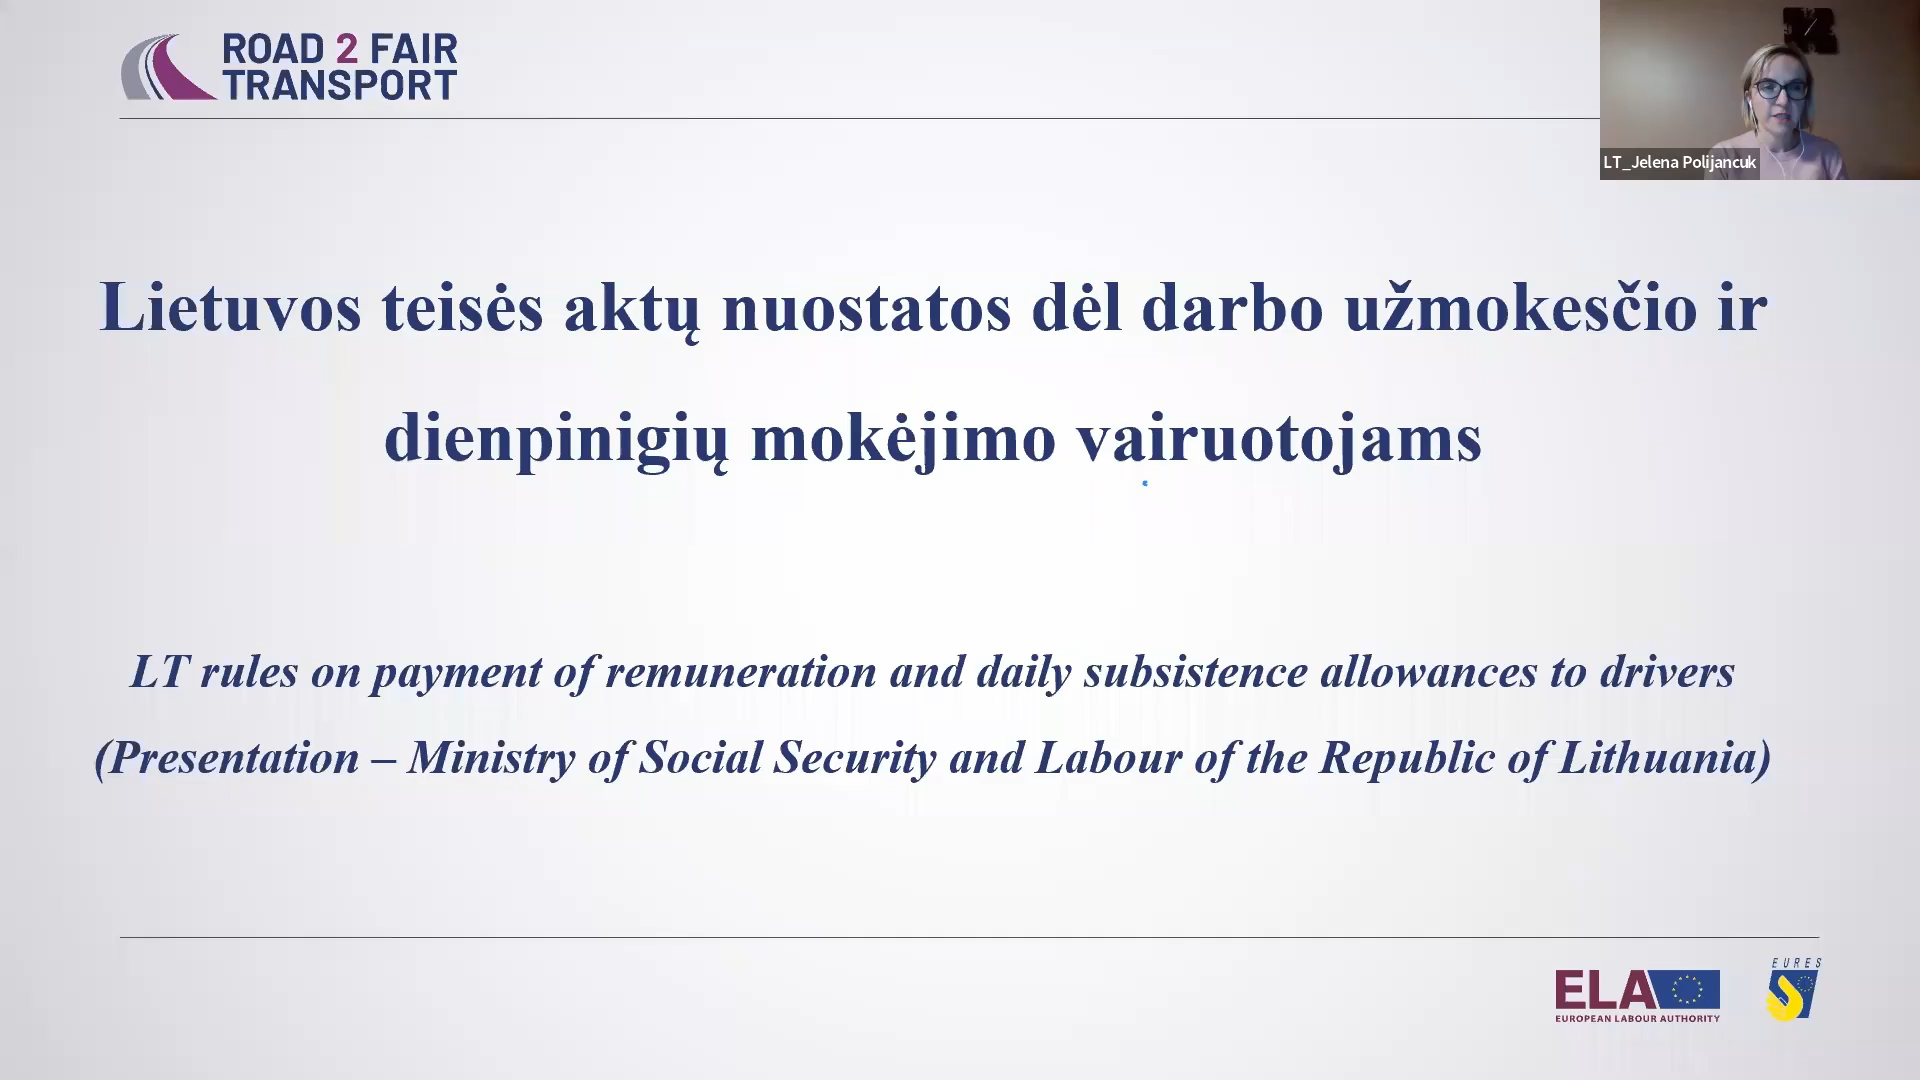 ROAD 2 FAIR
TRANSPORT
LT_Jelena Polijancuk
Lietuvos teisės aktų nuostatos dėl darbo užmokesčio ir
dienpinigių mokėjimo vairuotojams
LT rules on payment of remuneration and daily subsistence allowances to drivers
(Presentation – Ministry of Social Security and Labour of the Republic of Lithuania)
ELA
EUROPEAN LABOUR AUTHORITY
EURES